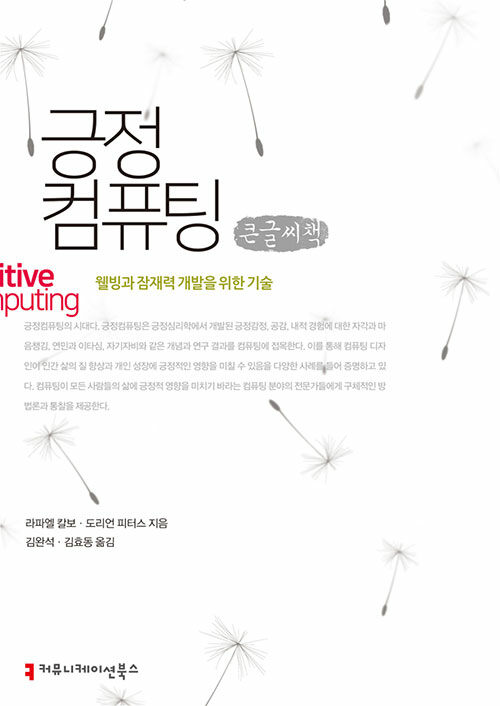 긍정
컴퓨팅
큰글씨책
itive
nputing
웰빙과 잠재력 개발을 위한 기술
긍정컴퓨팅의 시대다. 긍정컴퓨팅은 긍정심리학에서 개발된 긍정감정, 공감, 내적 경험에 대한 자각과 마
음챙김, 연민과 이타심, 자기자비와 같은 개념과 연구 결과를 컴퓨팅에 접목한다. 이를 통해 컴퓨팅 디자
인이 인간 삶의 질 향상과 개인 성장에 긍정적인 영향을 미칠 수 있음을 다양한 사례를 들어 증명하고 있
다. 컴퓨팅이 모든 사람들의 삶에 긍정적 영향을 미치기 바라는 컴퓨팅 분야의 전문가들에게 구체적인 방
법론과 통찰을 제공한다.
라파엘 칼보 · 도리언 피터스 지음
김완석 · 김효동 옮김
커뮤니케이션북스